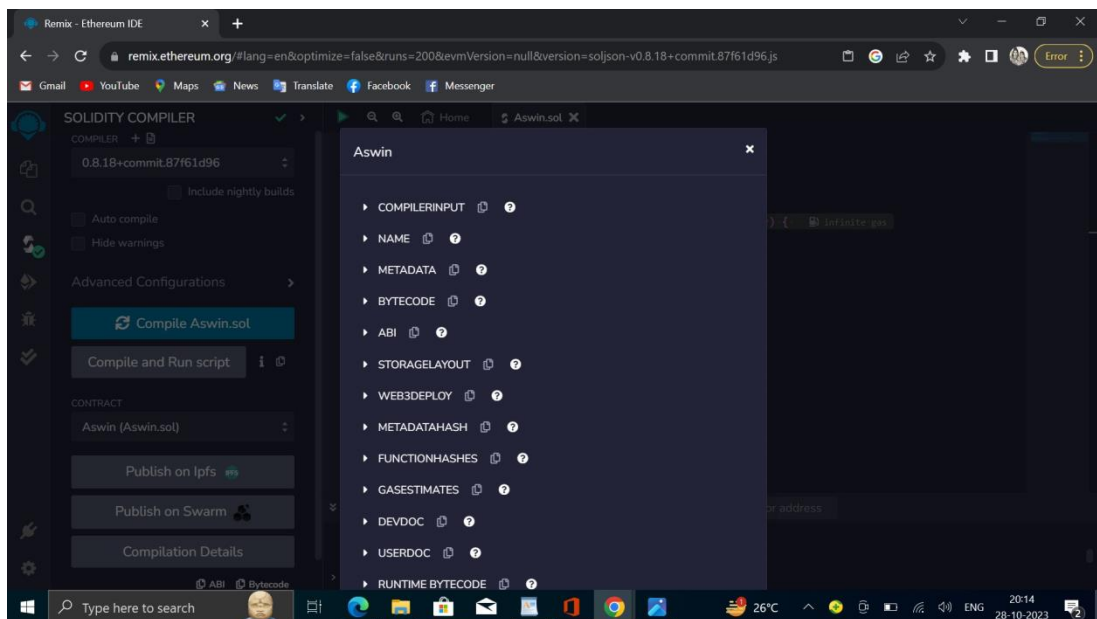 Remix - Ethereum IDE
remix.ethereum.org/#lang=en&optimize=false&runs=200&evmVersion=null&version=soljson-v0.8.18+commit.87f61d96.js
Error
Gmail YouTube Maps News Translate Facebook Messenger
SOLIDITY COMPILER
Home Aswin.sol
COMPILER
0.8.18+commit.87f61d96
Include nightly builds
Auto compile
Hide warnings
Advanced Configurations
Compile Aswin.sol
Compile and Run script
CONTRACT
Aswin (Aswin.sol)
Publish on Ipfs
Publish on Swarm
Compilation Details
ABI Bytecode
Aswin
COMPILERINPUT
NAME
METADATA
BYTECODE
ABI
STORAGELAYOUT
WEB3DEPLOY
METADATAHASH
FUNCTIONHASHES
GASESTIMATES
DEVDOC
USERDOC
RUNTIME BYTECODE
) { infinite gas
or address
Type here to search
26°C
ENG
20:14
28-10-2023
2